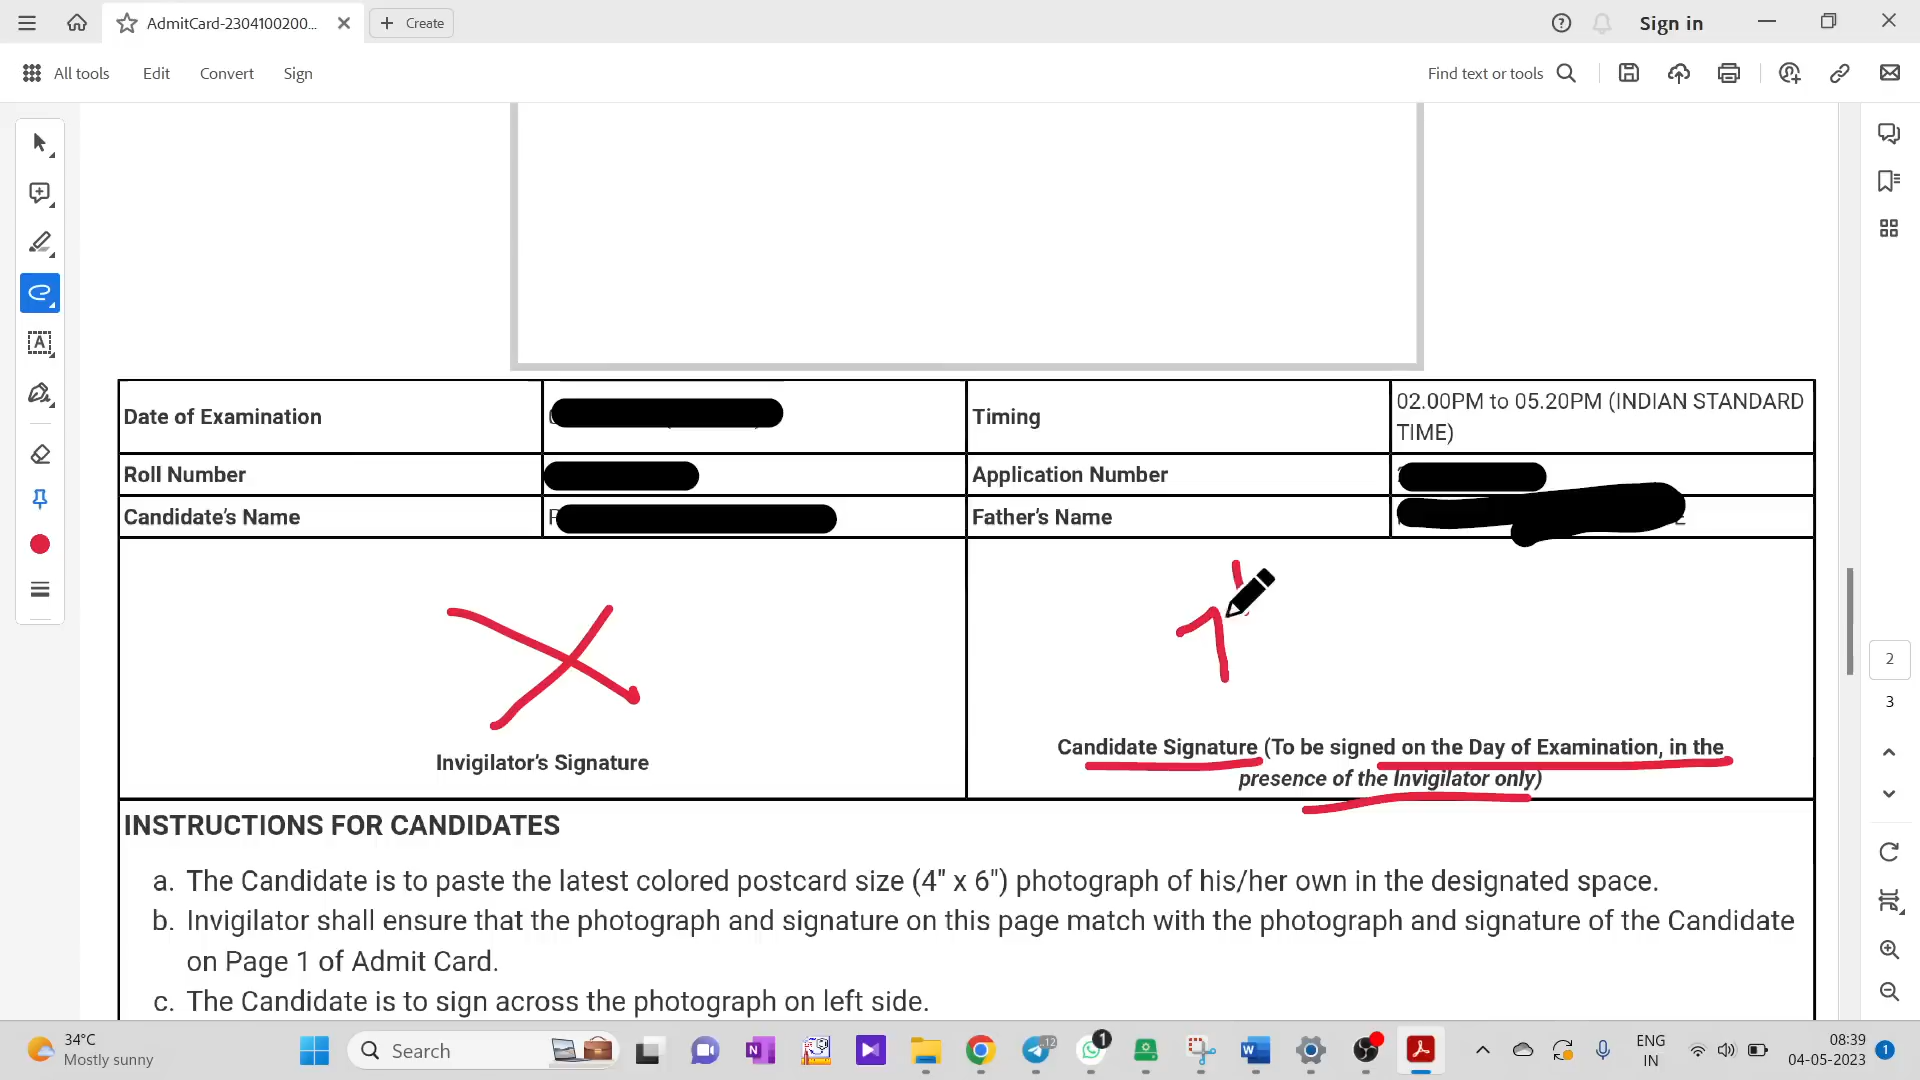 AdmitCard-2304100200...
Create
Sign in
All tools
Edit
Convert
Sign
Find text or tools
Date of Examination
Timing
02.00PM to 05.20PM (INDIAN STANDARD
TIME)
Roll Number
Application Number
Candidate's Name
Father's Name
Invigilator's Signature
Candidate Signature (To be signed on the Day of Examination, in the
presence of the Invigilator only)
INSTRUCTIONS FOR CANDIDATES
a. The Candidate is to paste the latest colored postcard size (4" x 6") photograph of his/her own in the designated space.
b. Invigilator shall ensure that the photograph and signature on this page match with the photograph and signature of the Candidate
on Page 1 of Admit Card.
c. The Candidate is to sign across the photograph on left side.
2
3
34°C
Mostly sunny
Search
12
1
ENG
IN
08:39
04-05-2023
1